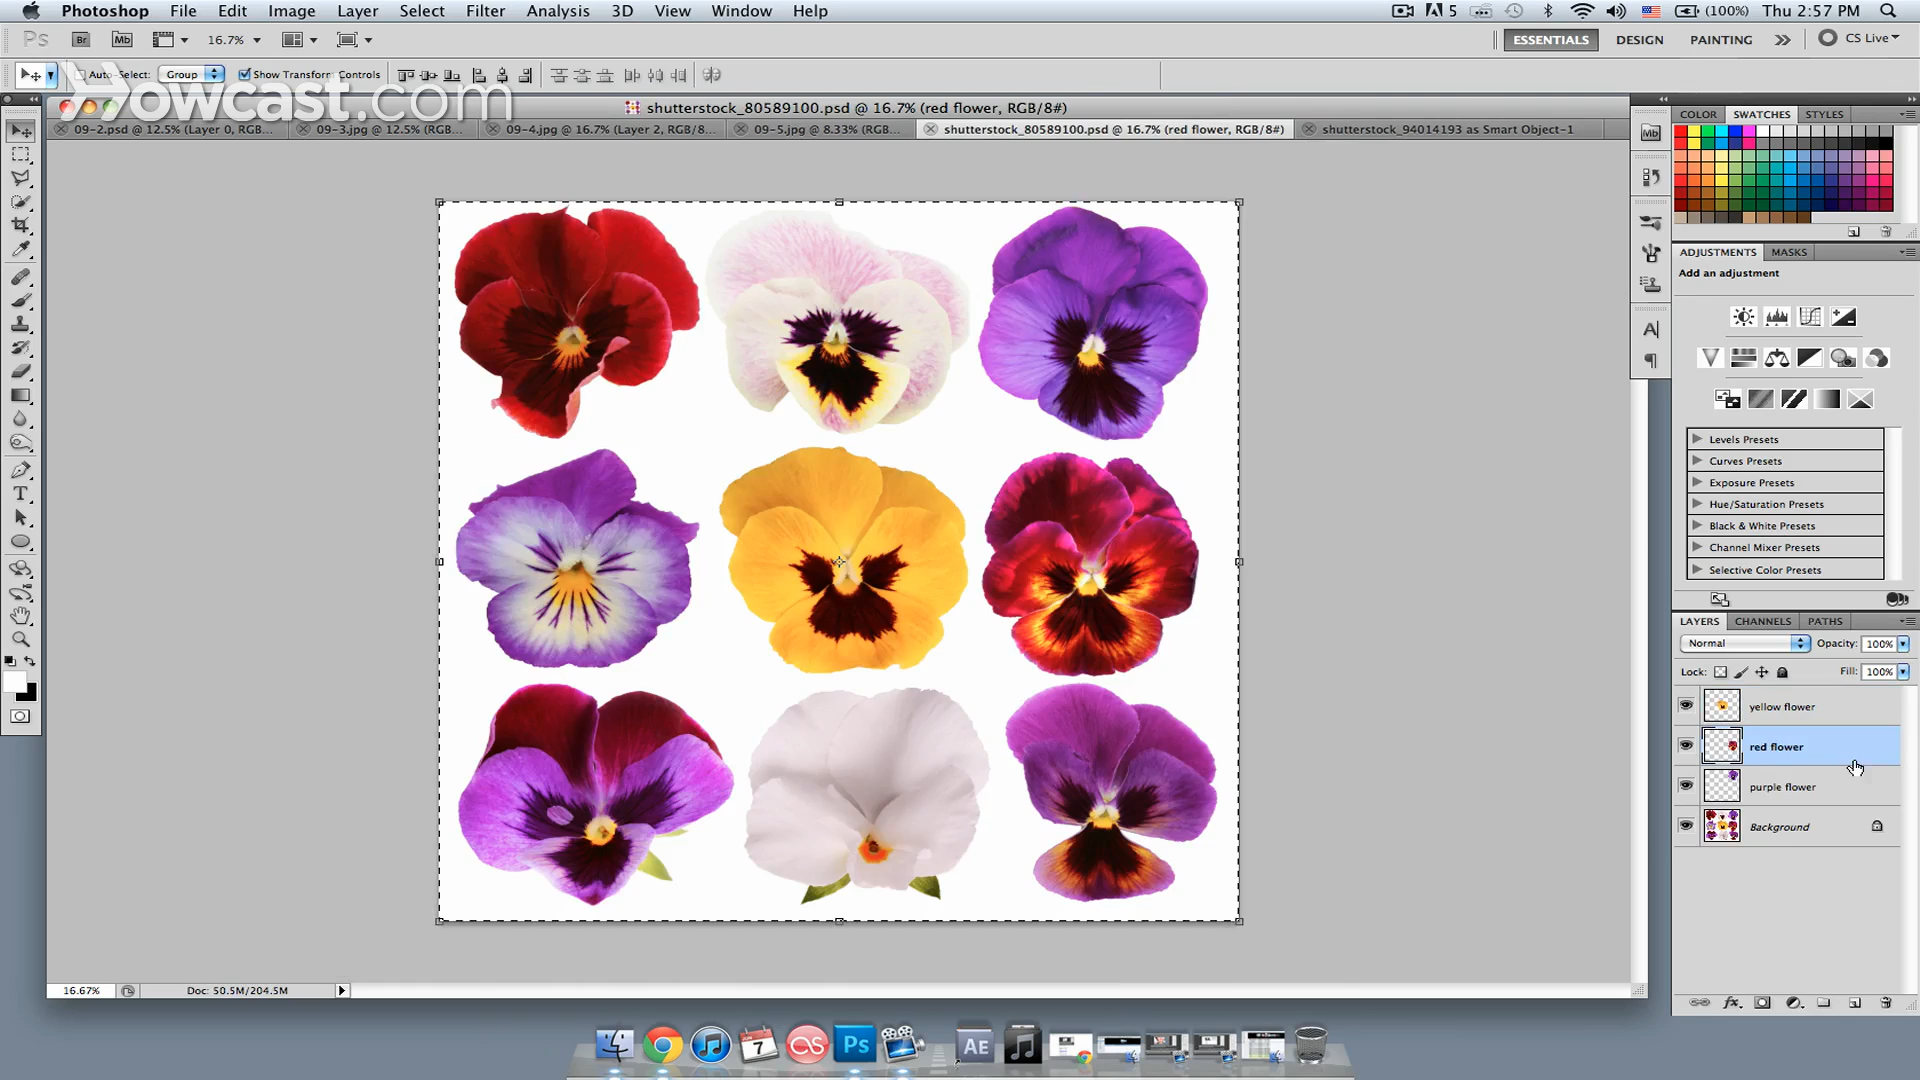 Photoshop File Edit Image Layer Select Filter Analysis 3D View Window Help
5 (100%) Thu 2:57 PM
Ps Br Mb 16.7% ESSENTIALS DESIGN PAINTING CS Live
Auto-Select: Group Show Transform Controls
Howcast.com
shutterstock_80589100.psd @ 16.7% (red flower, RGB/8#)
09-2.psd @ 12.5% (Layer 0, RGB... 09-3.jpg @ 12.5% (RGB... 09-4.jpg @ 16.7% (Layer 2, RGB/8... 09-5.jpg @ 8.33% (RGB... shutterstock_80589100.psd @ 16.7% (red flower, RGB/8#) shutterstock_94014193 as Smart Object-1
COLOR SWATCHES STYLES
Mb
ADJUSTMENTS MASKS
Add an adjustment
Levels Presets
Curves Presets
Exposure Presets
Hue/Saturation Presets
Black & White Presets
Channel Mixer Presets
Selective Color Presets
LAYERS CHANNELS PATHS
Normal Opacity: 100%
Lock: Fill: 100%
yellow flower
red flower
purple flower
Background
16.67% Doc: 50.5M/204.5M
7 Ps AE